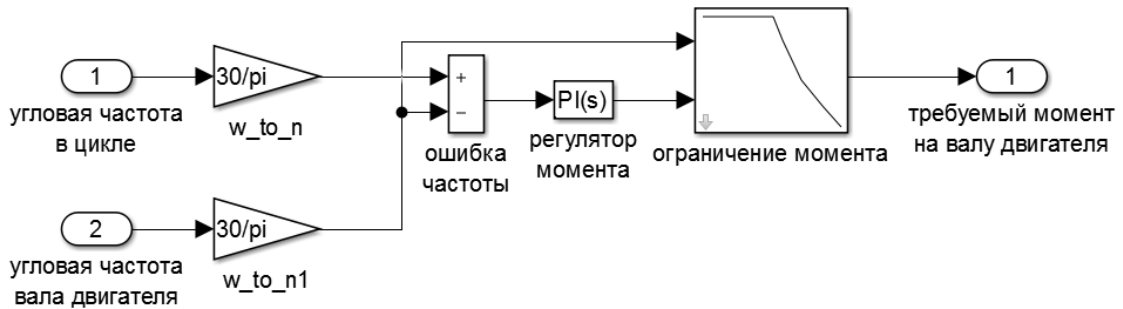 1
угловая частота
в цикле
30/pi
w_to_n
+
−
ошибка
частоты
PI(s)
регулятор
момента
ограничение момента
1
требуемый момент
на валу двигателя
2
угловая частота
вала двигателя
30/pi
w_to_n1